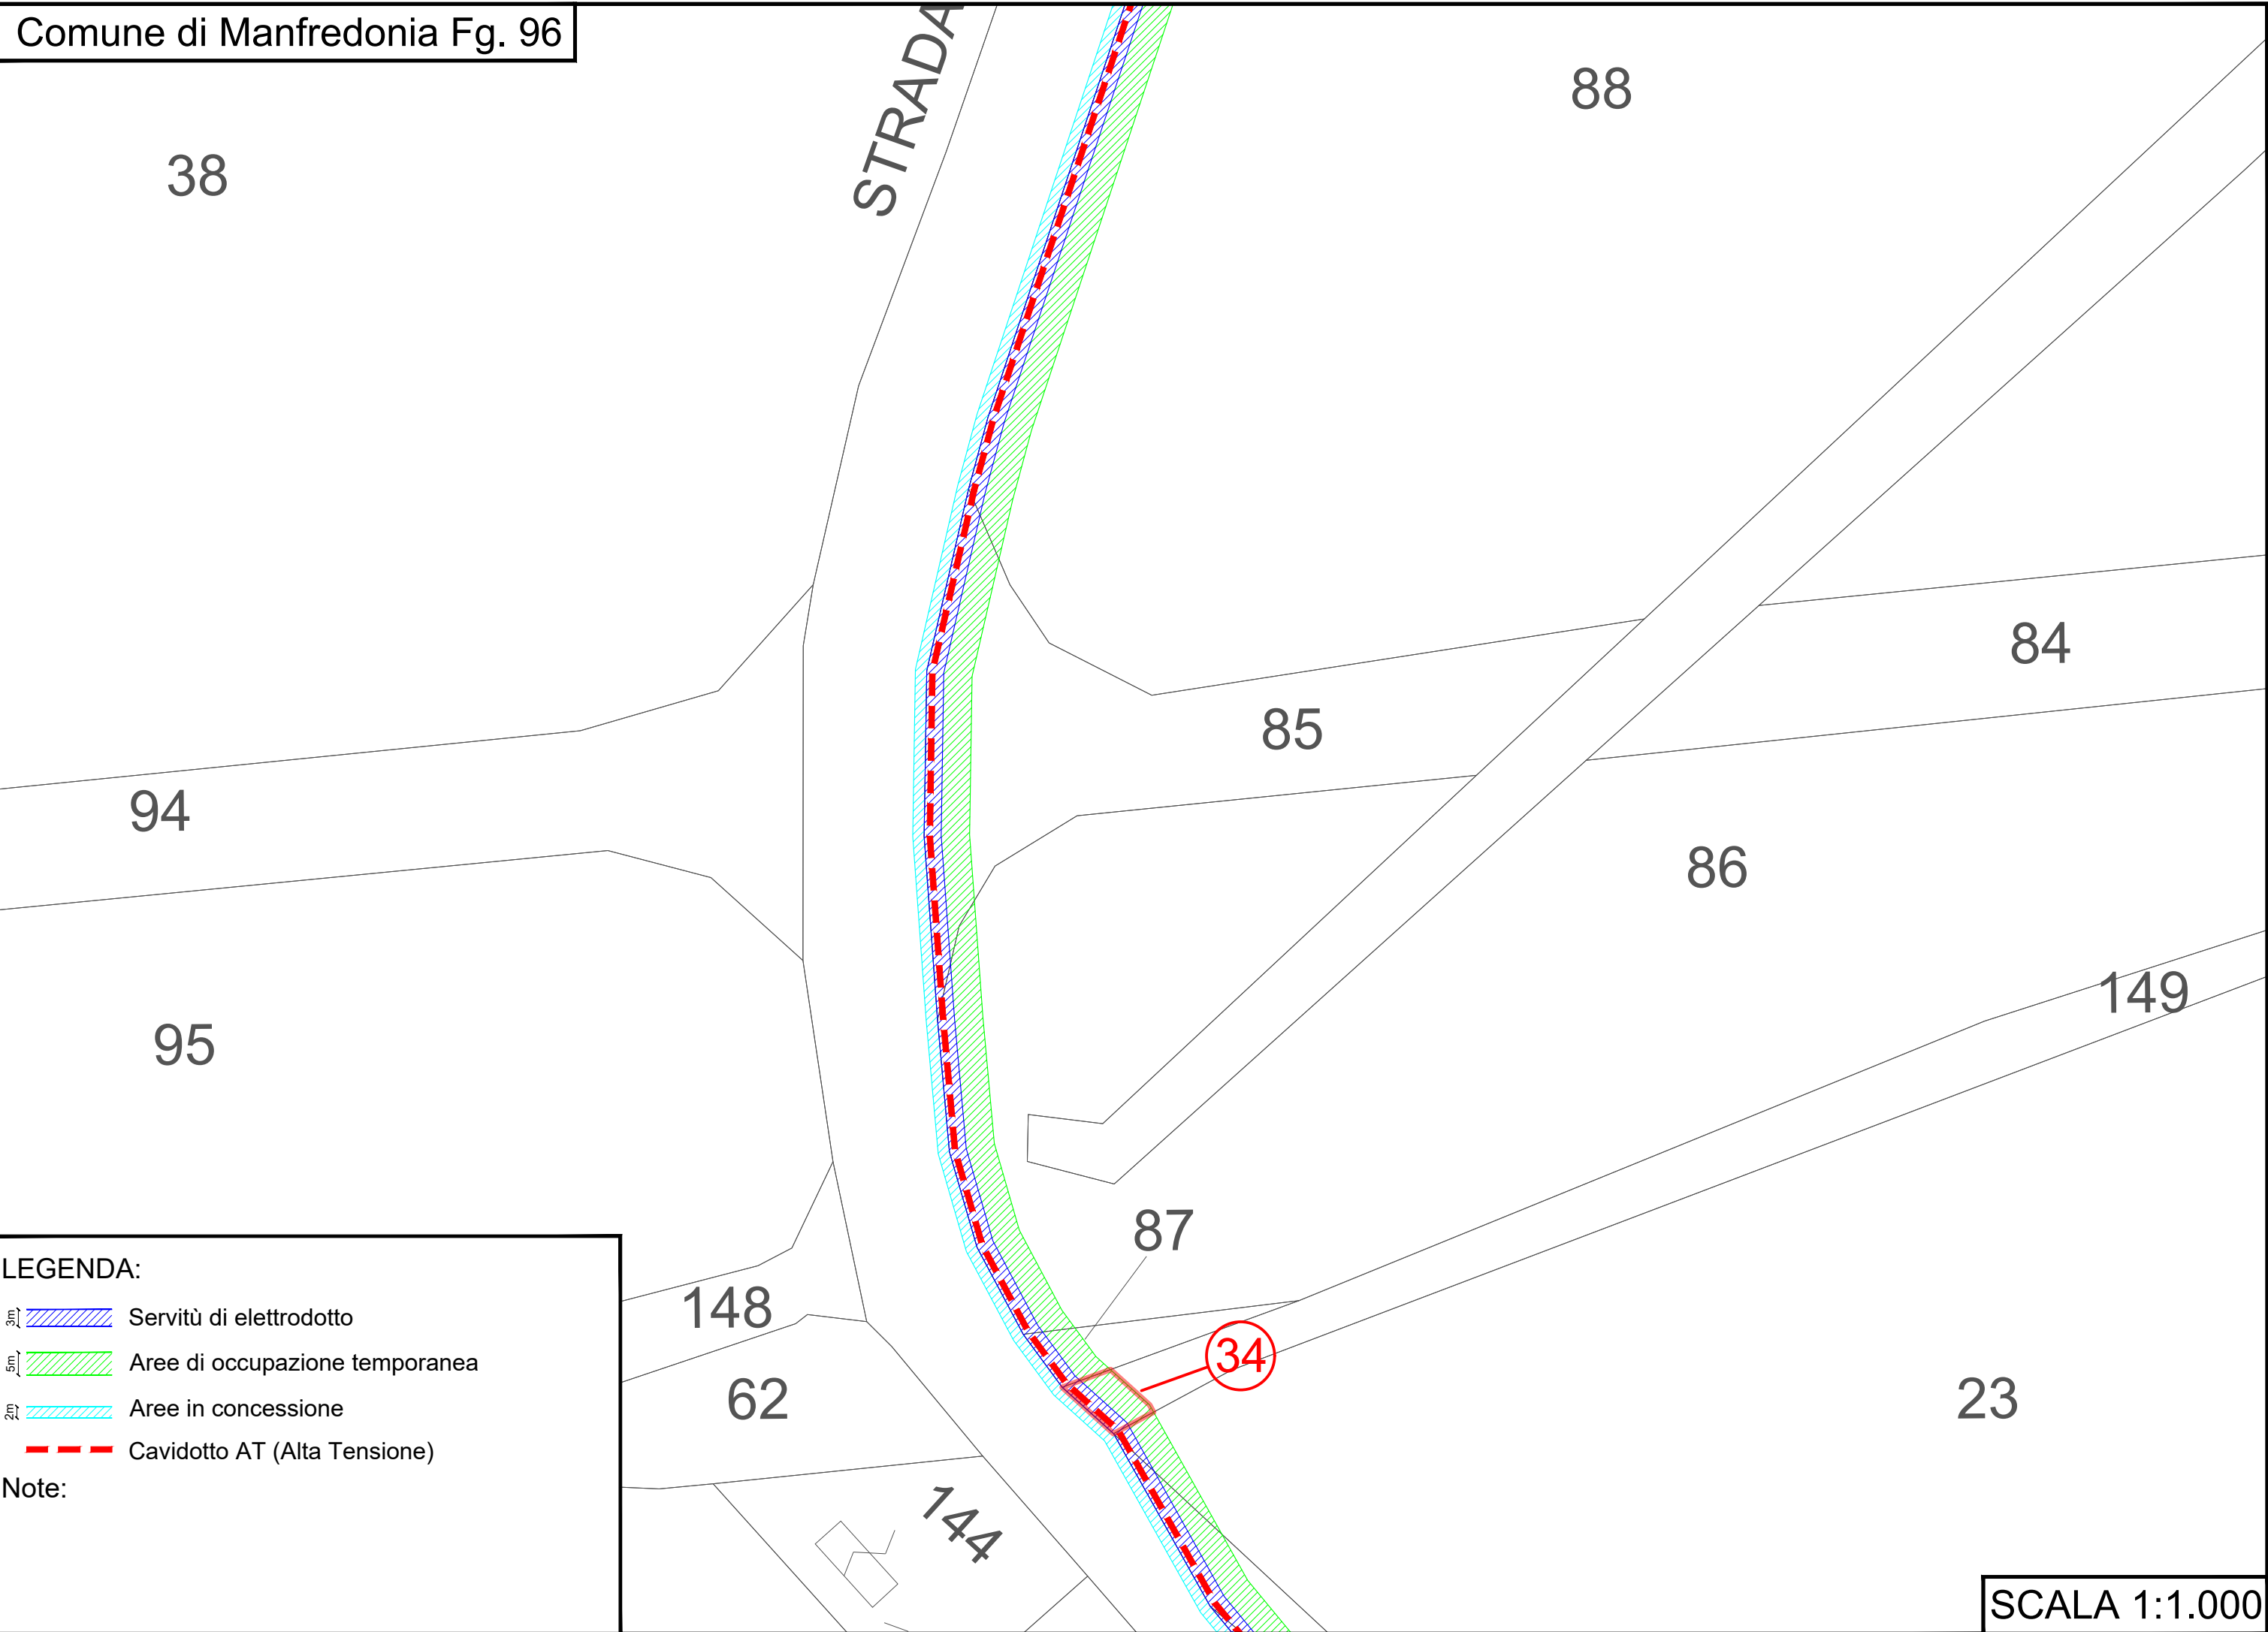 Comune di Manfredonia Fg. 96
STRADA
88
38
84
85
94
86
149
95
87
148
34
62
23
144
LEGENDA:
3m Servitù di elettrodotto
5m Aree di occupazione temporanea
2m Aree in concessione
Cavidotto AT (Alta Tensione)
Note:
SCALA 1:1.000